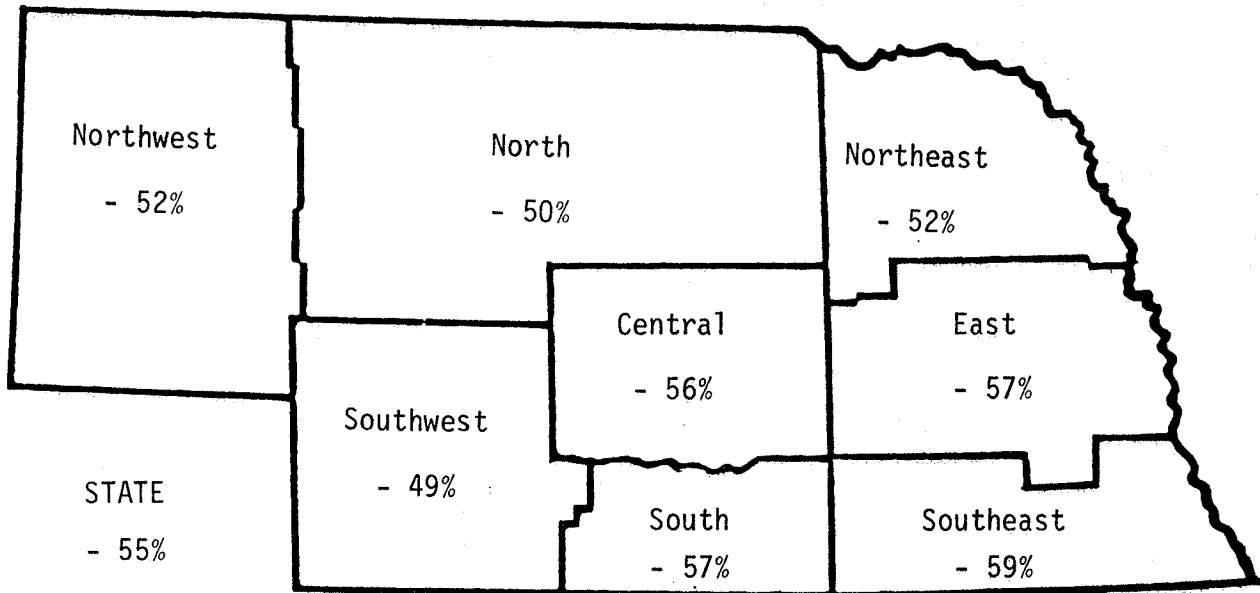 Northwest
- 52%
North
- 50%
Northeast
- 52%
Central
- 56%
East
- 57%
Southwest
- 49%
STATE
- 55%
South
- 57%
Southeast
- 59%